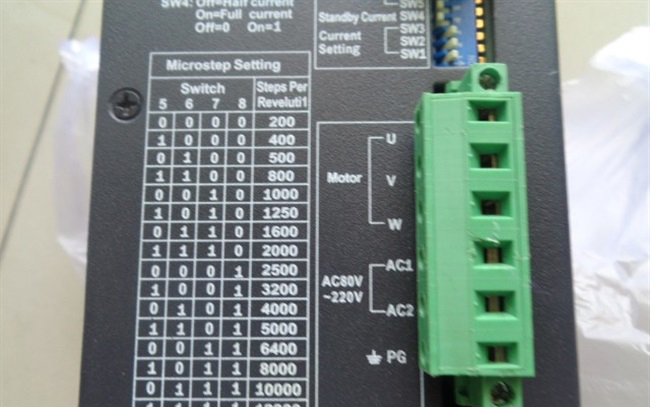 SW4: Off=Half current
On=Full current
Off=0 On=1
Microstep Setting
Switch Steps Per
5 6 7 8 Reveluti1
0 0 0 0 200
1 0 0 0 400
0 1 0 0 500
1 1 0 0 800
0 0 1 0 1000
1 0 1 0 1250
0 1 1 0 1600
1 1 1 0 2000
0 0 0 1 2500
1 0 0 1 3200
0 1 0 1 4000
1 1 0 1 5000
0 0 1 1 6400
1 0 1 1 8000
0 1 1 1 10000
SW5
Standby Current SW4
Current SW3
Setting SW2
SW1
U
Motor V
W
AC1
AC80V
~220V
AC2
PG